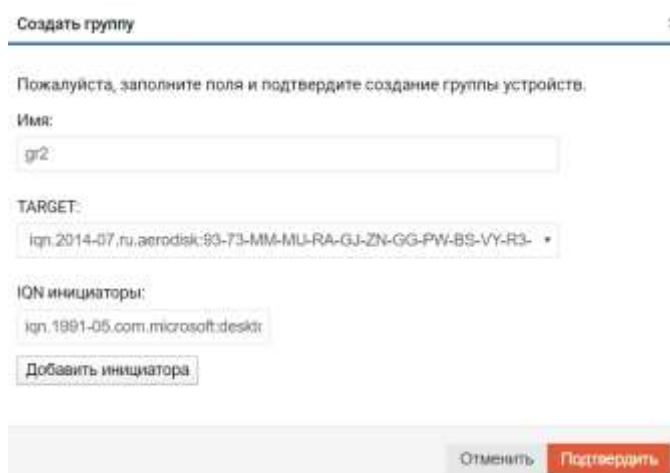 Создать группу
Пожалуйста, заполните поля и подтвердите создание группы устройств.
Имя:
gr2
TARGET:
iqn.2014-07.ru.aerodisk:93-73-MM-MU-RA-GJ-ZN-GG-PW-BS-VY-R3-
IQN инициаторы:
iqn.1991-05.com.microsoft:deskto
Добавить инициатора
Отменить Подтвердить